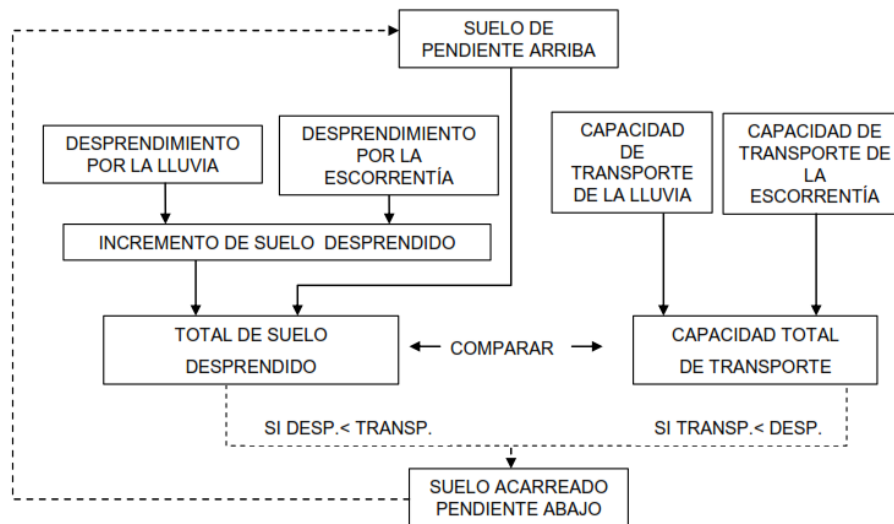 SUELO DE
PENDIENTE ARRIBA
DESPRENDIMIENTO
POR LA LLUVIA
DESPRENDIMIENTO
POR LA
ESCORRENTÍA
CAPACIDAD
DE
TRANSPORTE
DE LA LLUVIA
CAPACIDAD DE
TRANSPORTE DE
LA
ESCORRENTÍA
INCREMENTO DE SUELO DESPRENDIDO
TOTAL DE SUELO
DESPRENDIDO
COMPARAR
CAPACIDAD TOTAL
DE TRANSPORTE
SI DESP.< TRANSP.
SI TRANSP.< DESP.
SUELO ACARREADO
PENDIENTE ABAJO